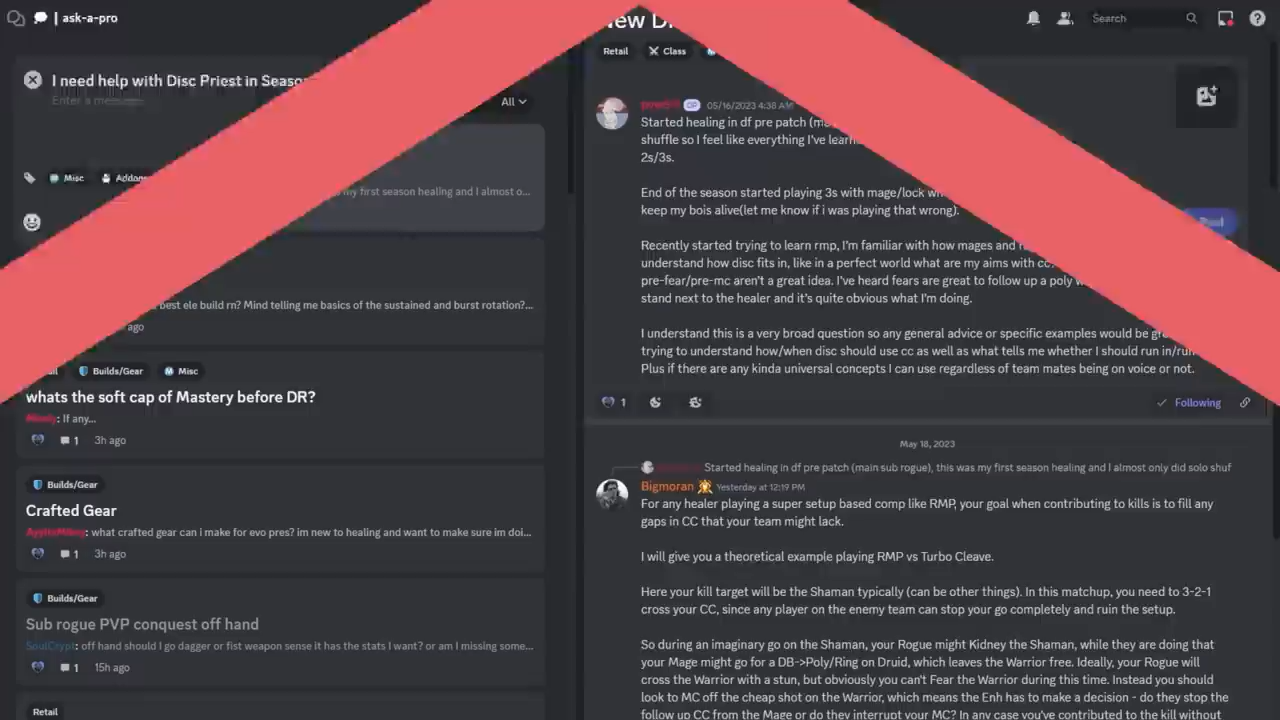 ask-a-pro
I need help with Disc Priest in Seaso
Enter a message
All
Misc
Addons
my first season healing and I almost o...
best ele build rn? Mind telling me basics of the sustained and burst rotation?...
ago
Builds/Gear
Misc
whats the soft cap of Mastery before DR?
: If any...
1
3h ago
Builds/Gear
Crafted Gear
: what crafted gear can i make for evo pres? im new to healing and want to make sure im doi...
1
3h ago
Builds/Gear
Sub rogue PVP conquest off hand
: off hand should I go dagger or fist weapon sense it has the stats I want? or am I missing some...
1
15h ago
Retail
Search
Retail
Class
OP
05/16/2023 4:38 AM
Started healing in df pre patch (m
shuffle so I feel like everything I've learn
2s/3s.
End of the season started playing 3s with mage/lock wh
keep my bois alive(let me know if i was playing that wrong).
Recently started trying to learn rmp, I'm familiar with how mages and
understand how disc fits in, like in a perfect world what are my aims with cc?
pre-fear/pre-mc aren't a great idea. I've heard fears are great to follow up a poly w
stand next to the healer and it's quite obvious what I'm doing.
I understand this is a very broad question so any general advice or specific examples would be gr
trying to understand how/when disc should use cc as well as what tells me whether I should run in/run
Plus if there are any kinda universal concepts I can use regardless of team mates being on voice or not.
1
Following
May 18, 2023
Started healing in df pre patch (main sub rogue), this was my first season healing and I almost only did solo shuf
Bigmoran Yesterday at 12:19 PM
For any healer playing a super setup based comp like RMP, your goal when contributing to kills is to fill any
gaps in CC that your team might lack.
I will give you a theoretical example playing RMP vs Turbo Cleave.
Here your kill target will be the Shaman typically (can be other things). In this matchup, you need to 3-2-1
cross your CC, since any player on the enemy team can stop your go completely and ruin the setup.
So during an imaginary go on the Shaman, your Rogue might Kidney the Shaman, while they are doing that
your Mage might go for a DB->Poly/Ring on Druid, which leaves the Warrior free. Ideally, your Rogue will
cross the Warrior with a stun, but obviously you can't Fear the Warrior during this time. Instead you should
look to MC off the cheap shot on the Warrior, which means the Enh has to make a decision - do they stop the
follow up CC from the Mage or do they interrupt your MC? In any case you've contributed to the kill without